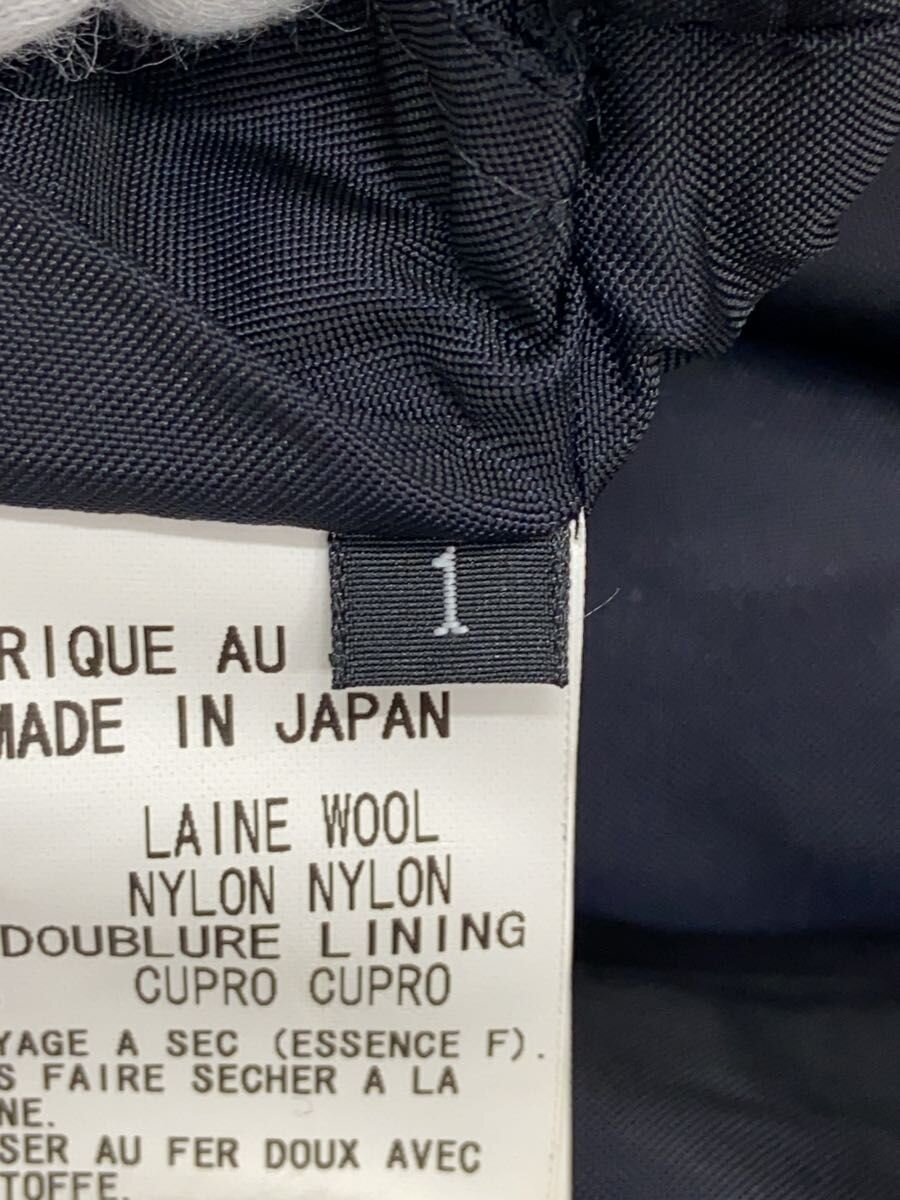 1
RIQUE AU
MADE IN JAPAN
LAINE WOOL
NYLON NYLON
DOUBLURE LINING
CUPRO CUPRO
YAGE A SEC (ESSENCE F).
S FAIRE SECHER A LA
NE.
SER AU FER DOUX AVEC
TOFFE.